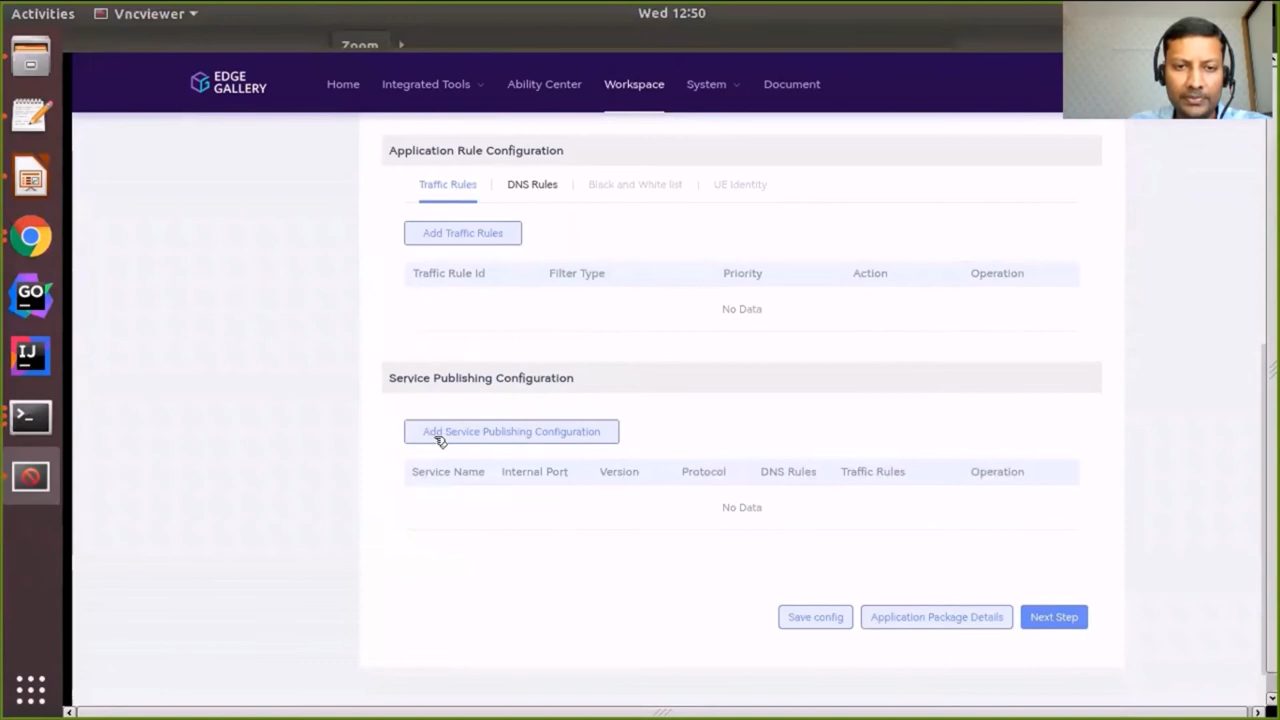 Activities Vncviewer Wed 12:50
Zoom
EDGE GALLERY Home Integrated Tools Ability Center Workspace System Document
Application Rule Configuration
Traffic Rules DNS Rules Black and White list UE Identity
Add Traffic Rules
Traffic Rule Id Filter Type Priority Action Operation
No Data
Service Publishing Configuration
Add Service Publishing Configuration
Service Name Internal Port Version Protocol DNS Rules Traffic Rules Operation
No Data
Save config Application Package Details Next Step
GO
IJ